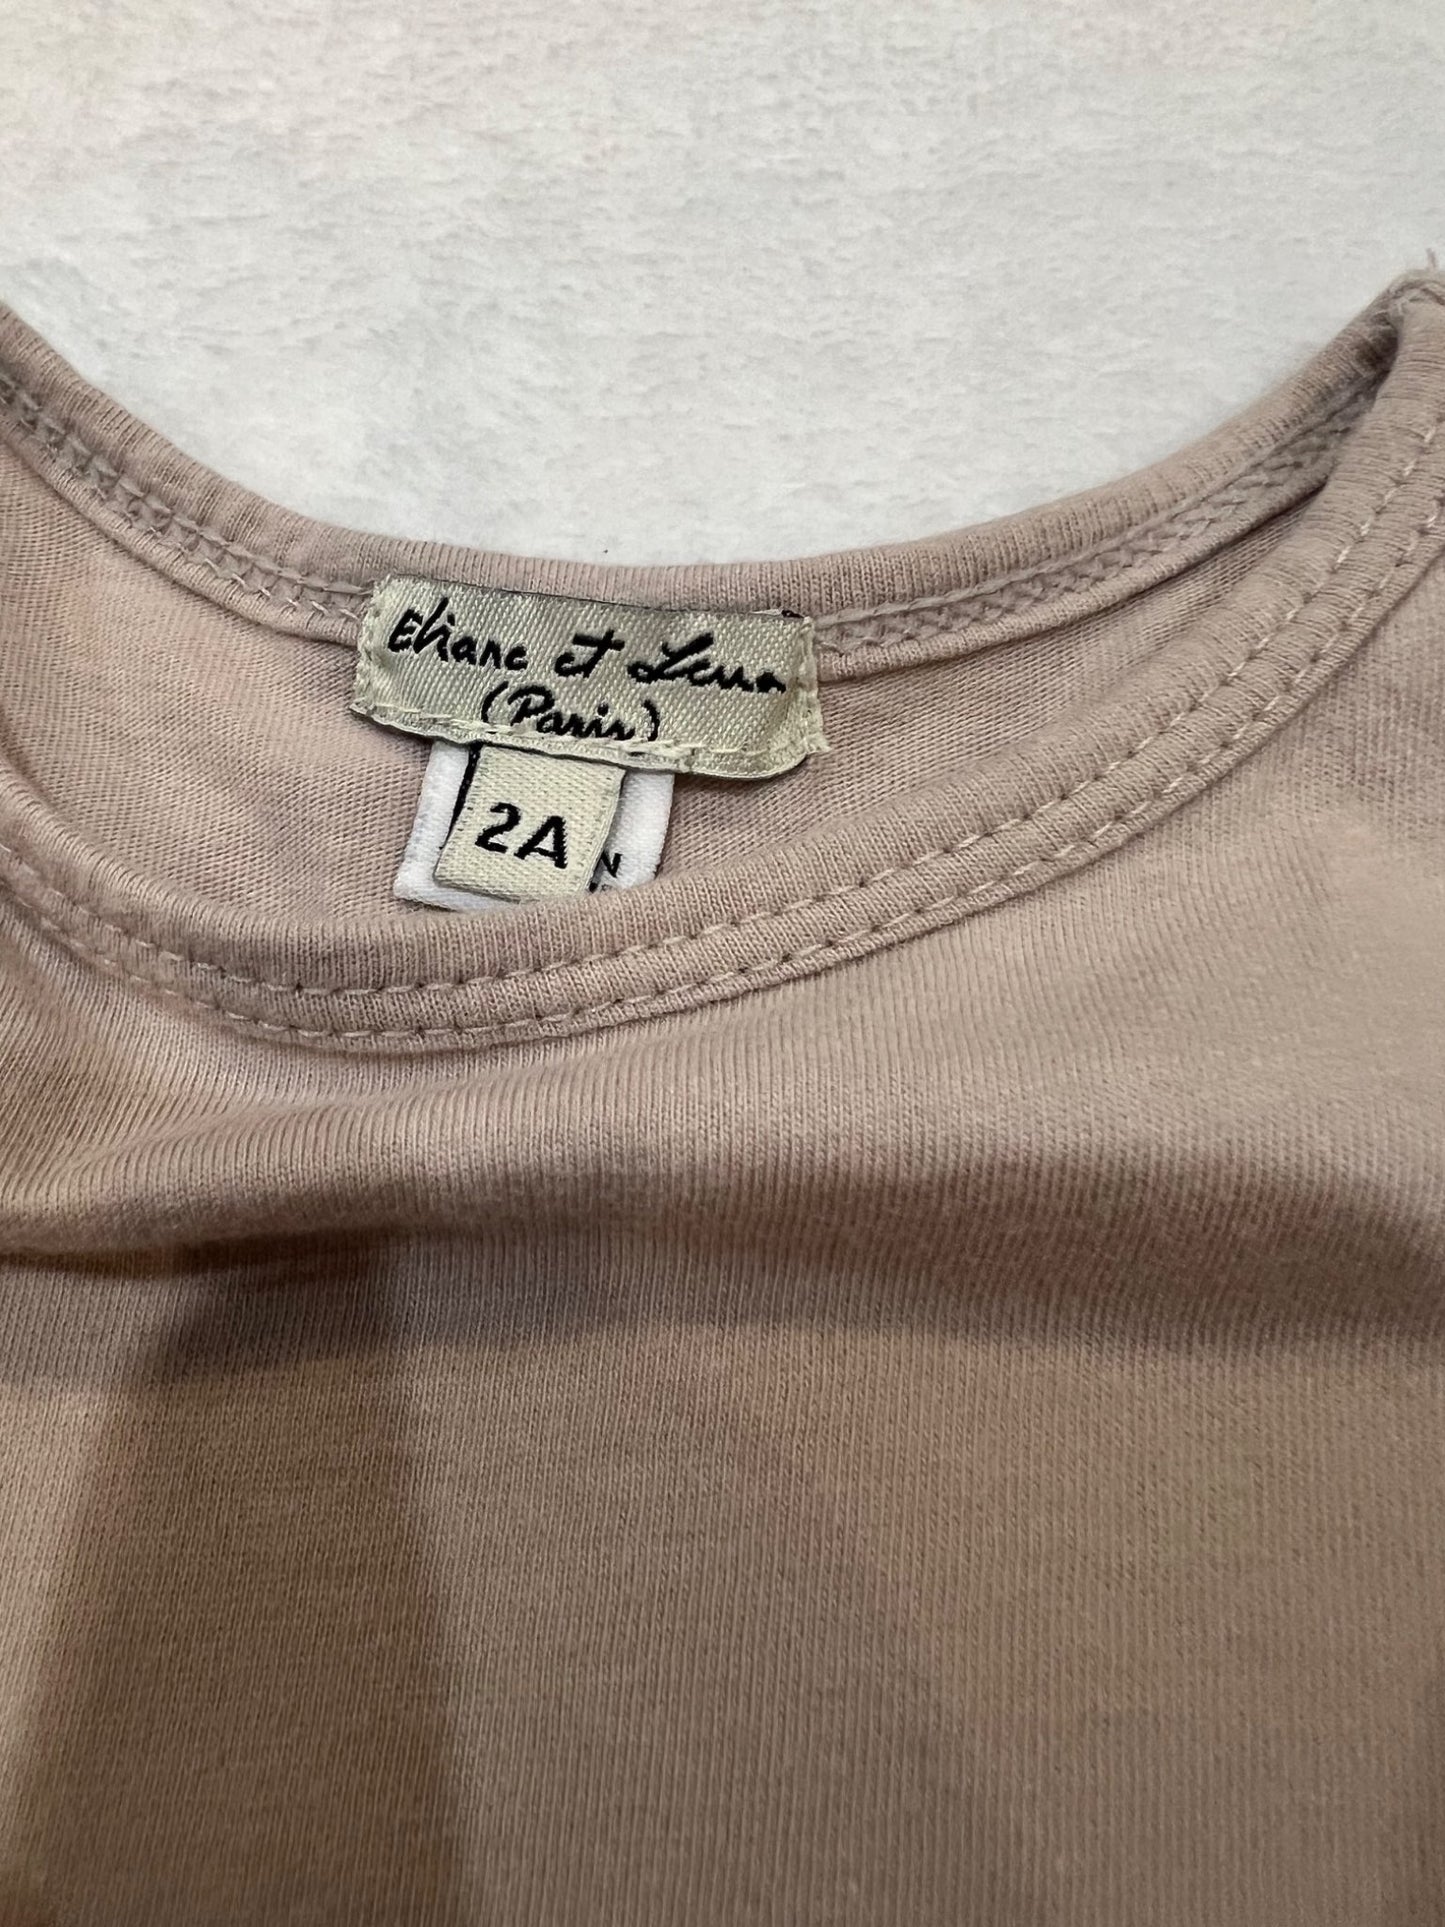 Eliane et Lena
(Paris)
2A
N